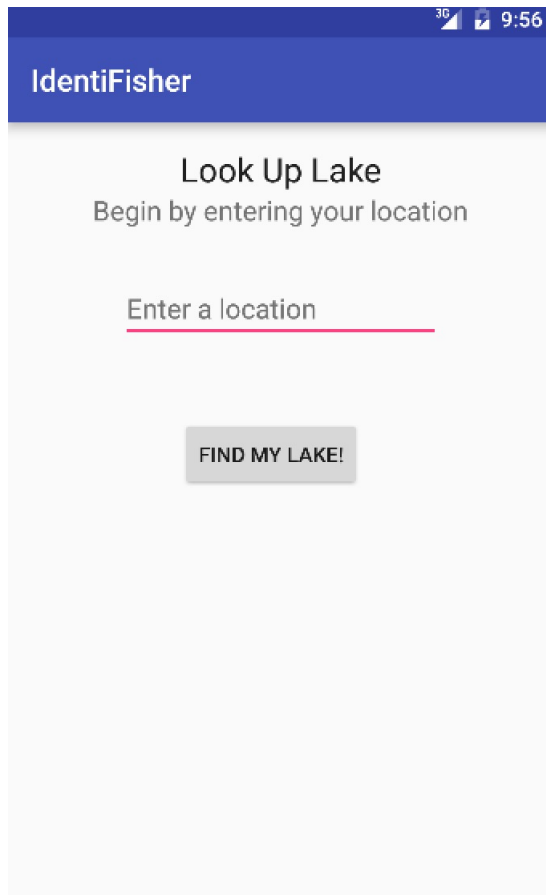 3G 9:56
IdentiFisher
Look Up Lake
Begin by entering your location
Enter a location
FIND MY LAKE!